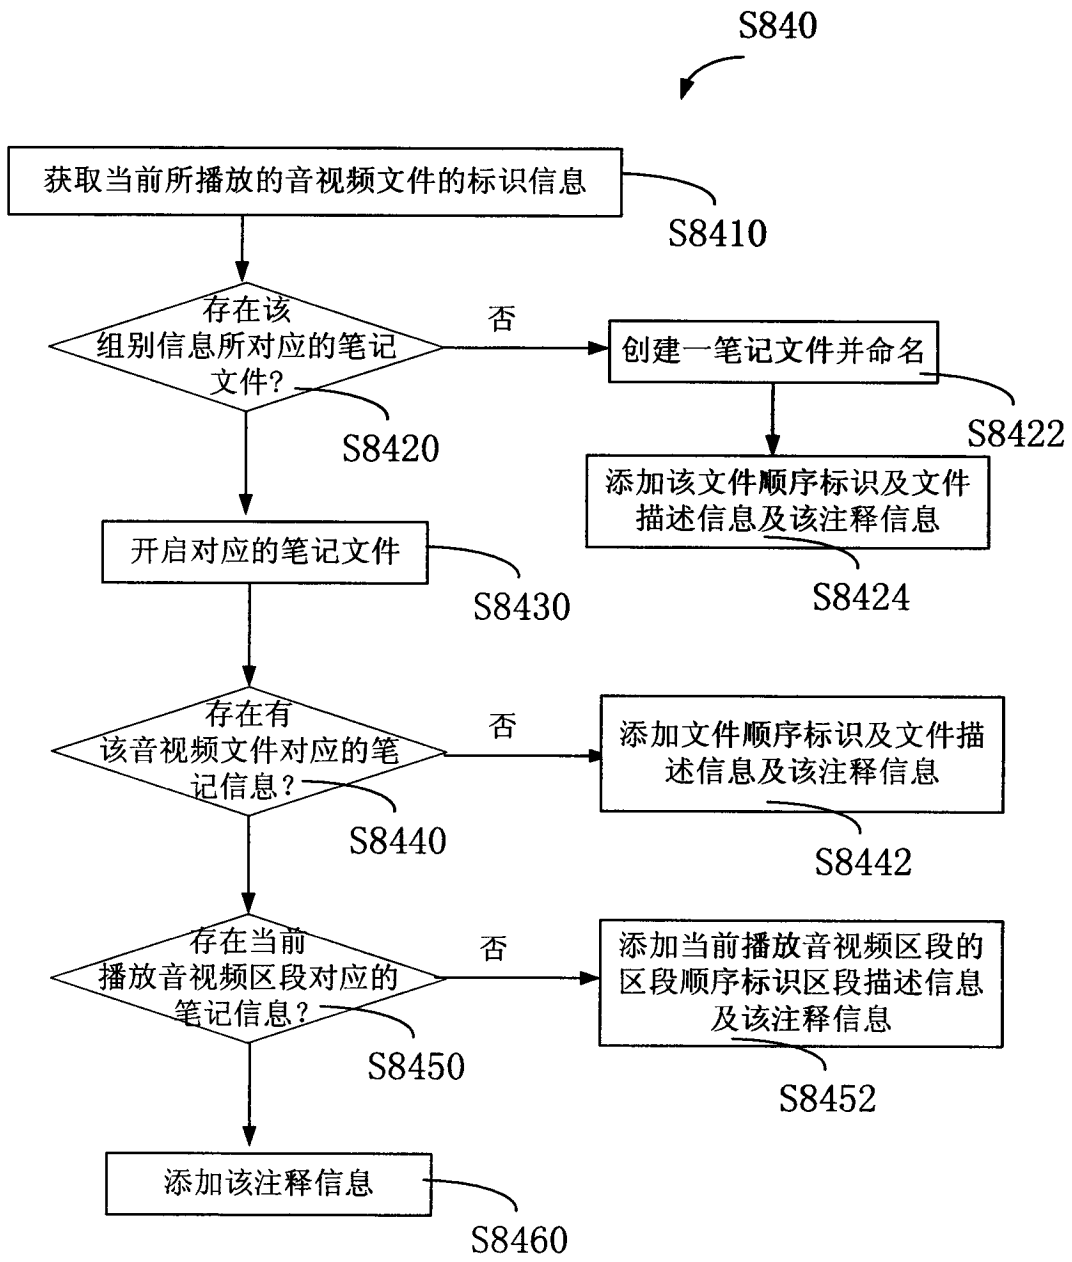 S840
获取当前所播放的音视频文件的标识信息
S8410
存在该
组别信息所对应的笔记
文件?
S8420
否
创建一笔记文件并命名
S8422
添加该文件顺序标识及文件
描述信息及该注释信息
S8424
开启对应的笔记文件
S8430
存在有
该音视频文件对应的笔
记信息？
S8440
否
添加文件顺序标识及文件描
述信息及该注释信息
S8442
存在当前
播放音视频区段对应的
笔记信息？
S8450
否
添加当前播放音视频区段的
区段顺序标识区段描述信息
及该注释信息
S8452
添加该注释信息
S8460